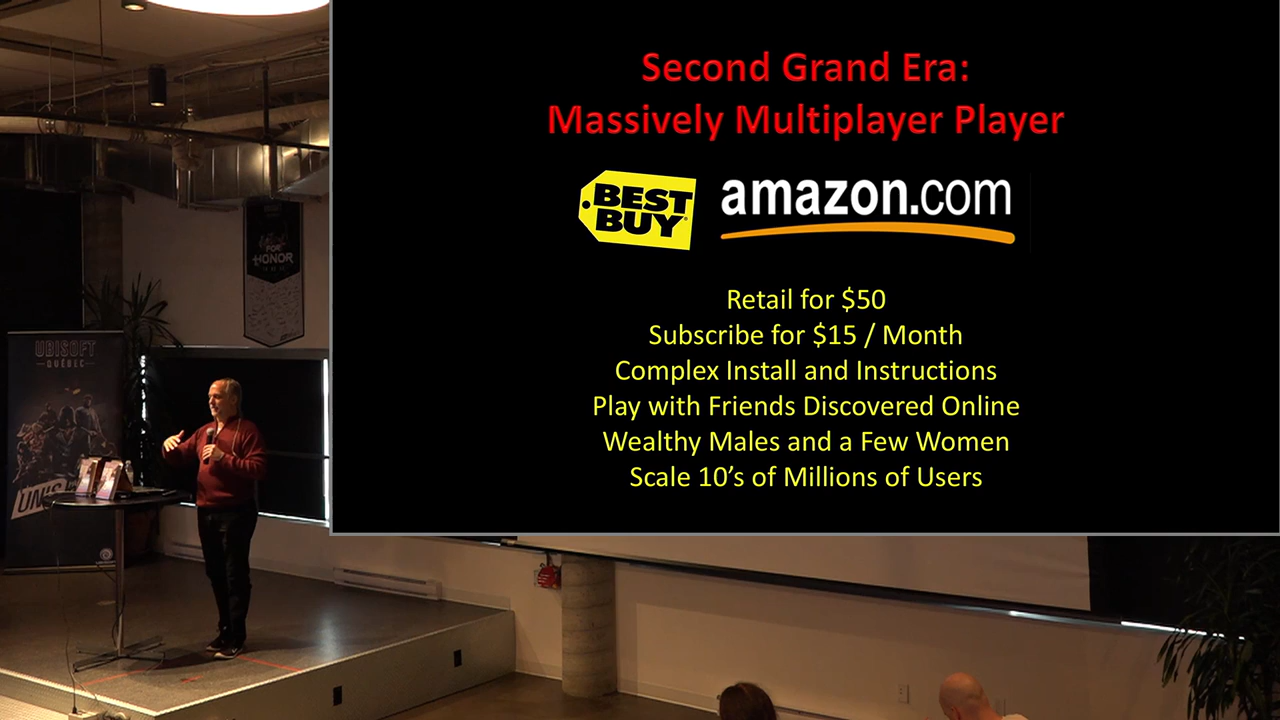 Second Grand Era:
Massively Multiplayer Player
BEST
BUY
amazon.com
Retail for $50
Subscribe for $15 / Month
Complex Install and Instructions
Play with Friends Discovered Online
Wealthy Males and a Few Women
Scale 10's of Millions of Users
FOR
HONOR
UBISOFT
QUÉBEC